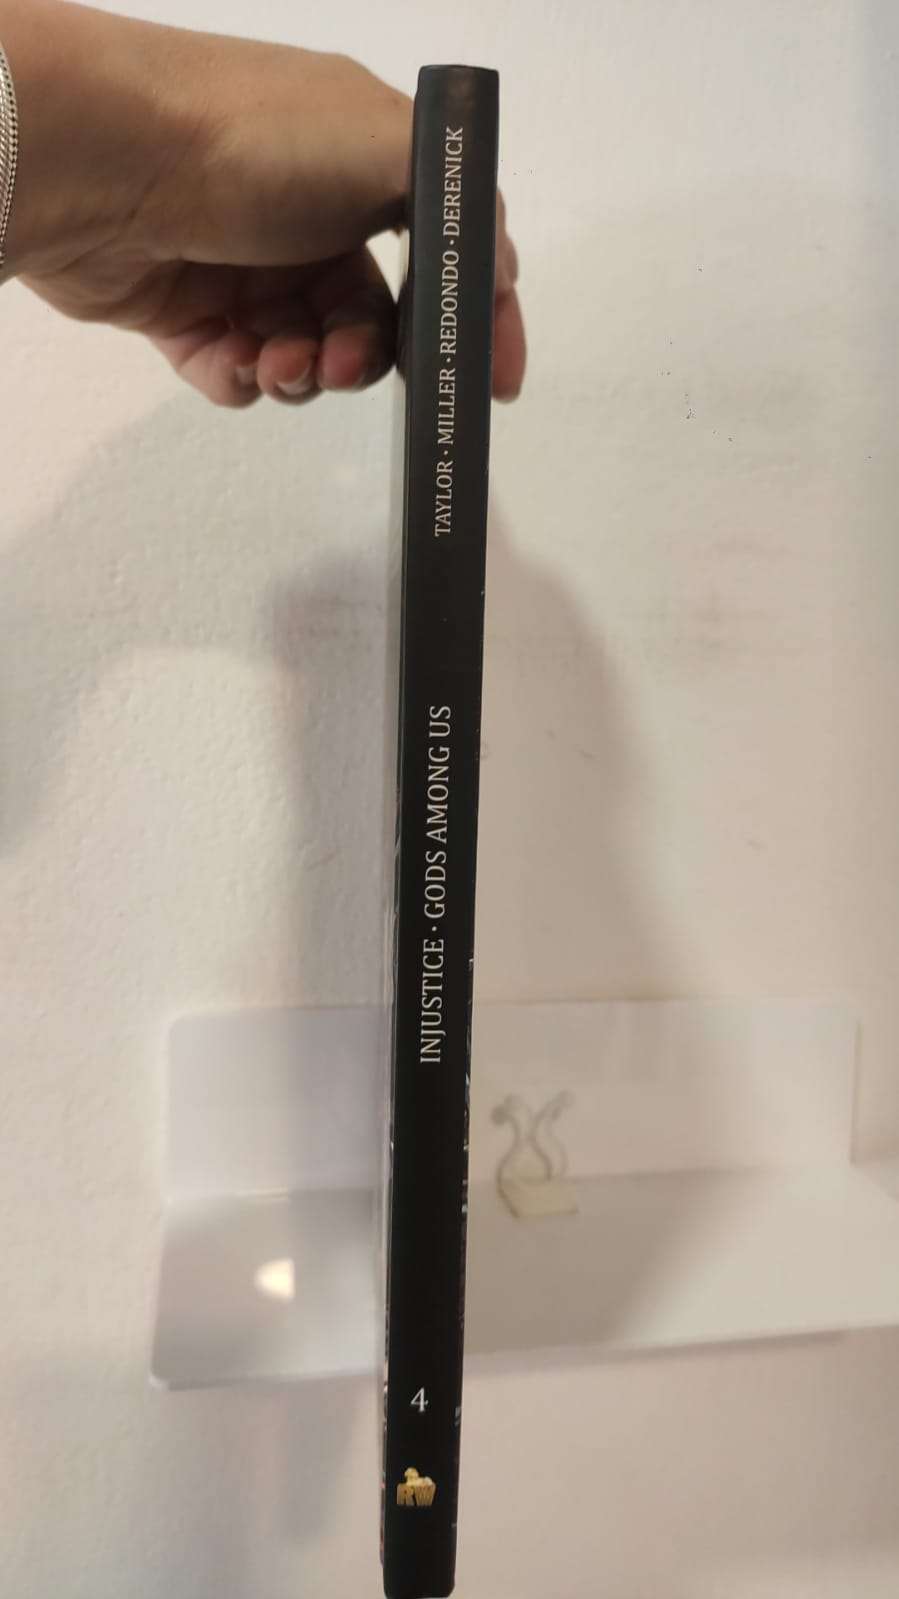 TAYLOR · MILLER · REDONDO · DERENICK
INJUSTICE · GODS AMONG US
4
RW